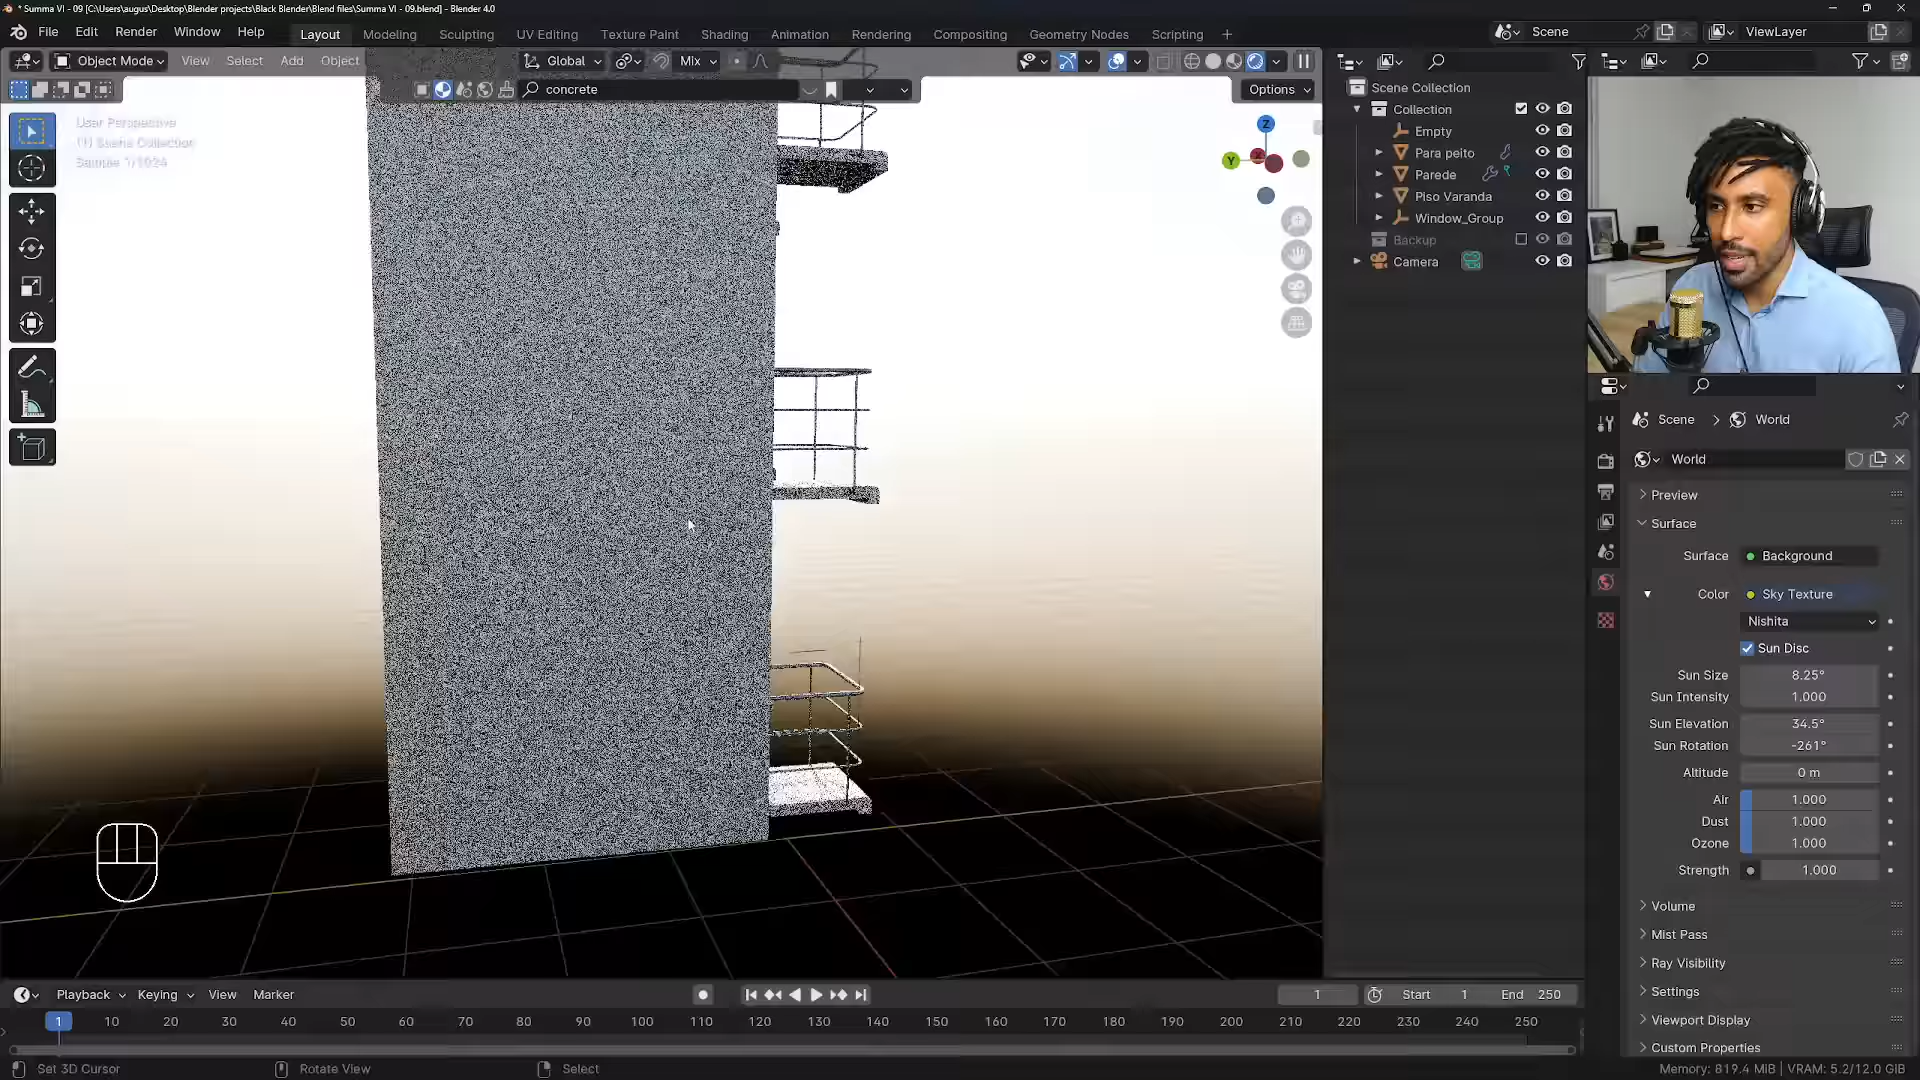 * Summa VI - 09 [C:\Users\augus\Desktop\Blender projects\Black Blender\Blend files\Summa VI - 09.blend] - Blender 4.0
File Edit Render Window Help Layout Modeling Sculpting UV Editing Texture Paint Shading Animation Rendering Compositing Geometry Nodes Scripting + Scene ViewLayer
Object Mode View Select Add Object Global Mix
concrete Options
User Perspective
Sample 1/1024
Z
Y
X
Scene Collection
Collection
Empty
Para peito
Parede
Piso Varanda
Window_Group
Backup
Camera
Scene > World
World
Preview
Surface
Surface Background
Color Sky Texture
Nishita
Sun Disc
Sun Size 8.25°
Sun Intensity 1.000
Sun Elevation 34.5°
Sun Rotation -261°
Altitude 0 m
Air 1.000
Dust 1.000
Ozone 1.000
Strength 1.000
Volume
Mist Pass
Ray Visibility
Settings
Viewport Display
Custom Properties
Playback Keying View Marker 1 Start 1 End 250
1 10 20 30 40 50 60 70 80 90 100 110 120 130 140 150 160 170 180 190 200 210 220 230 240 250
Set 3D Cursor Rotate View Select Memory: 819.4 MiB | VRAM: 5.2/12.0 GiB